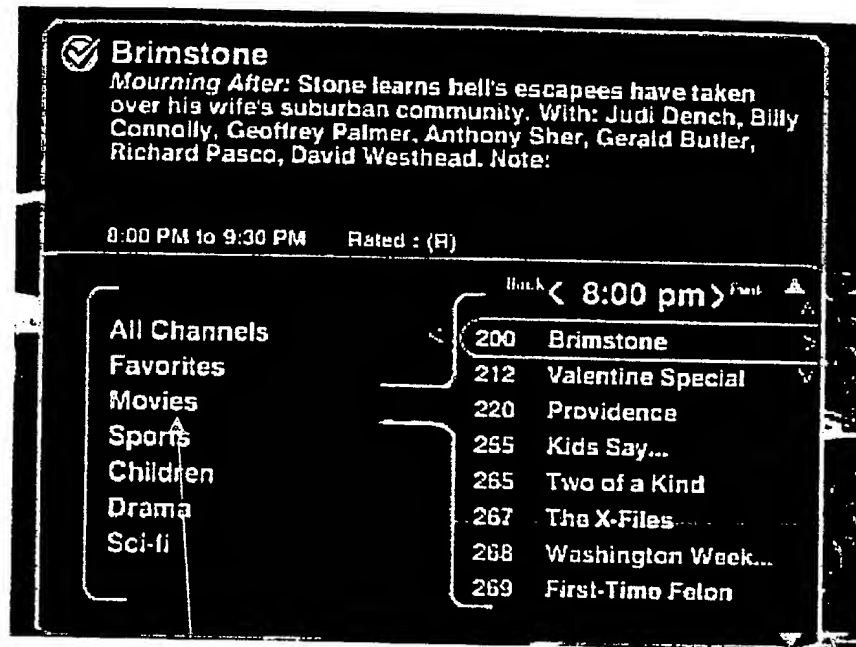 Brimstone
Mourning After: Stone learns hell's escapees have taken
over his wife's suburban community. With: Judi Dench, Billy
Connolly, Geoffrey Palmer, Anthony Sher, Gerald Butler,
Richard Pasco, David Westhead. Note:
8:00 PM to 9:30 PM Rated : (R)
Back < 8:00 pm >
All Channels
Favorites
Movies
Sports
Children
Drama
Sci-fi
200 Brimstone
212 Valentine Special
220 Providence
255 Kids Say...
265 Two of a Kind
267 The X-Files
268 Washington Week...
269 First-Time Felon